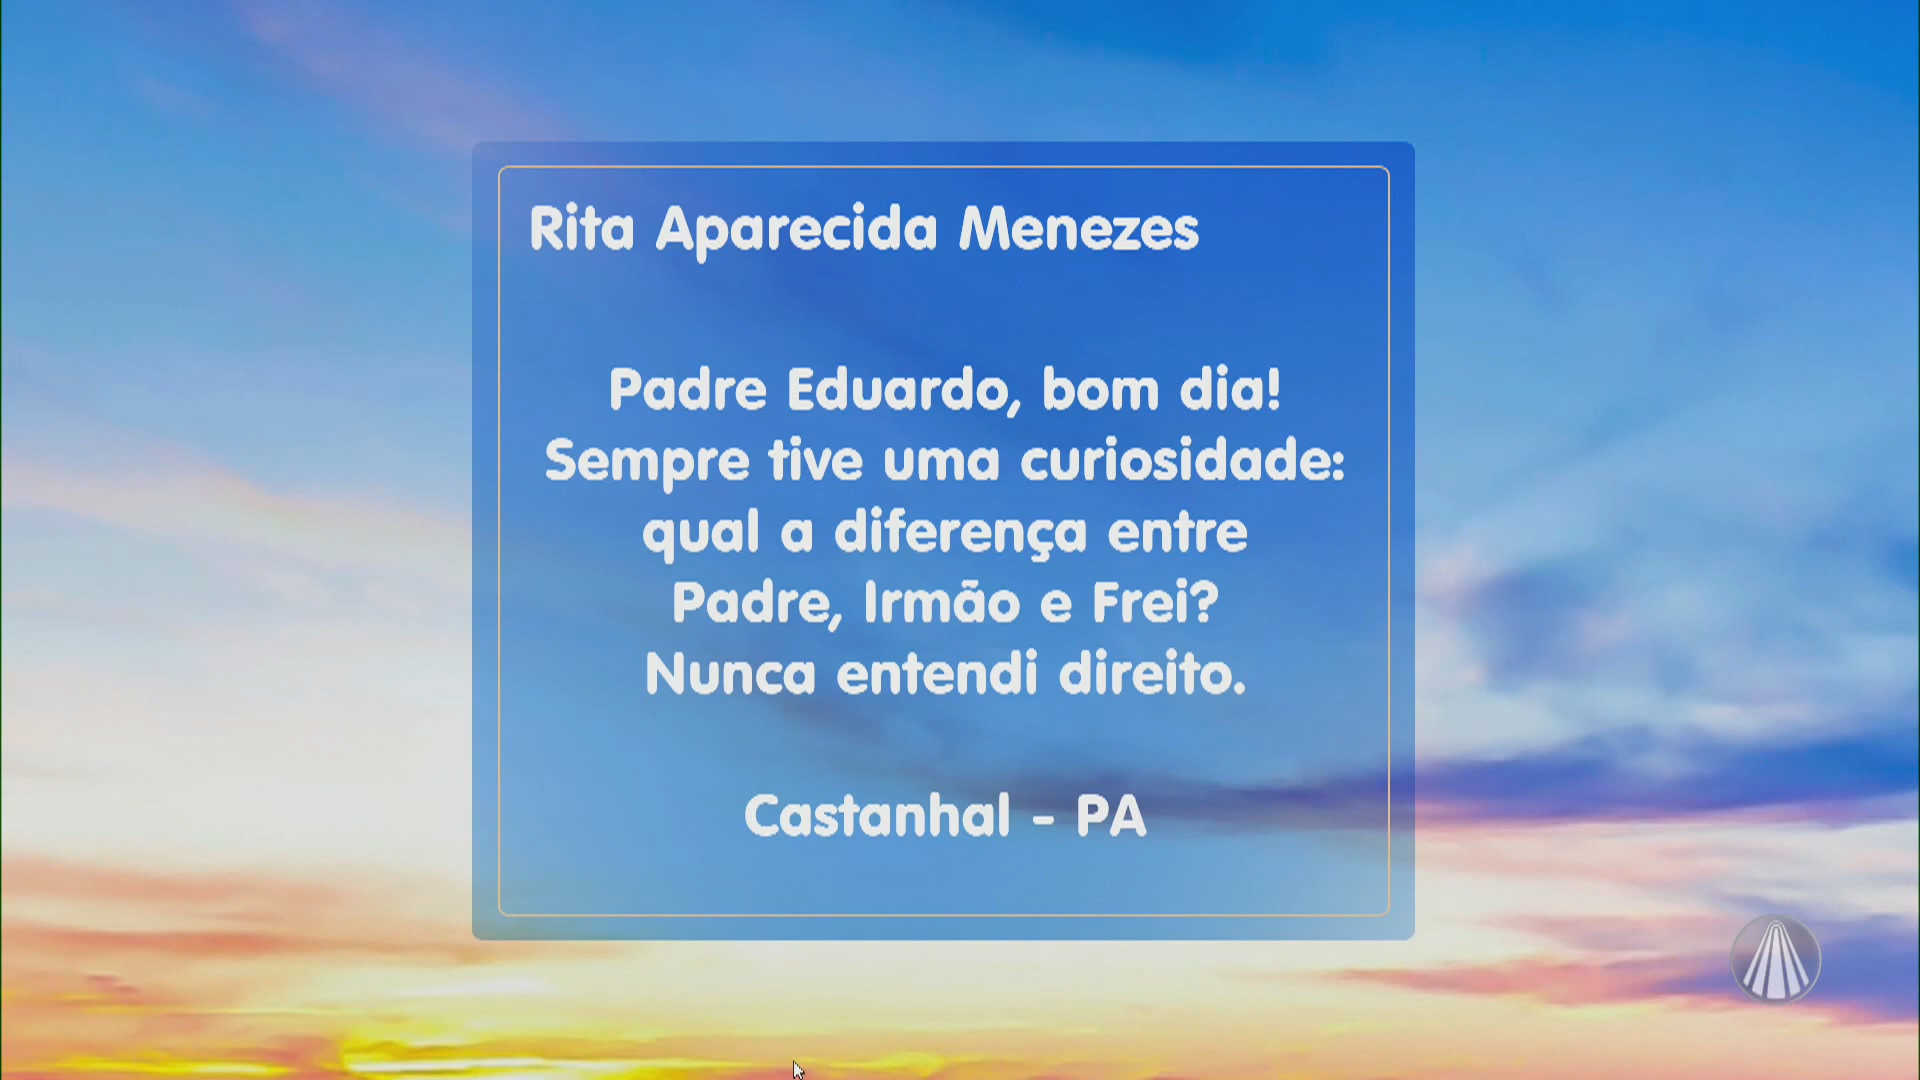 Rita Aparecida Menezes
Padre Eduardo, bom dia!
Sempre tive uma curiosidade:
qual a diferença entre
Padre, Irmão e Frei?
Nunca entendi direito.
Castanhal - PA